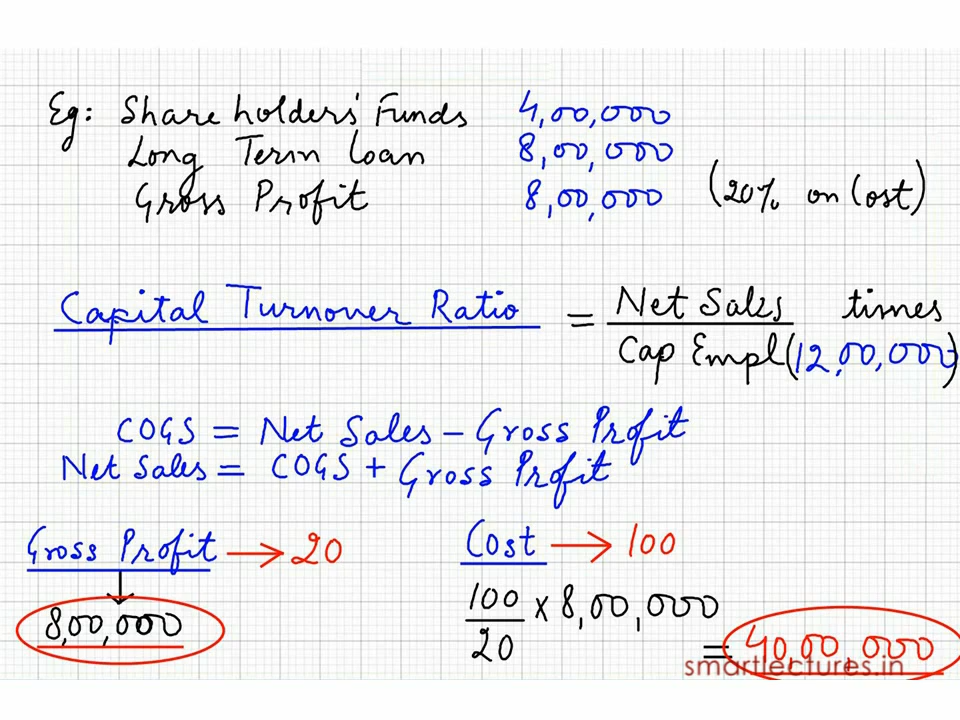 Eg: Shareholders' Funds 4,00,000
Long Term Loan 8,00,000
Gross Profit 8,00,000 (20% on Cost)
Capital Turnover Ratio = Net Sales times
Cap Empl (12,00,000)
COGS = Net Sales - Gross Profit
Net Sales = COGS + Gross Profit
Gross Profit → 20 Cost → 100
8,00,000
100
20
× 8,00,000
= 40,00,000
smartlectures.in